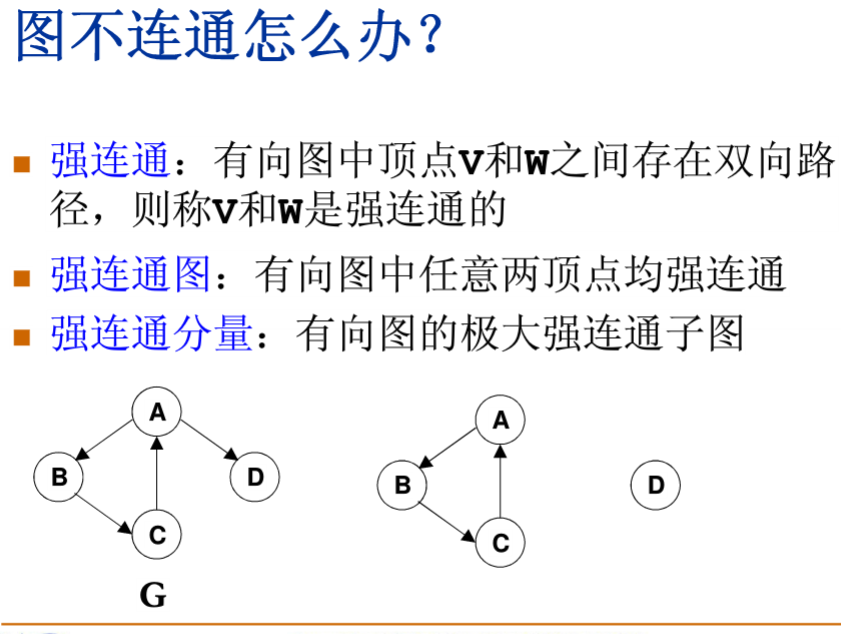 图不连通怎么办？
强连通：有向图中顶点V和W之间存在双向路
径，则称V和W是强连通的
强连通图：有向图中任意两顶点均强连通
强连通分量：有向图的极大强连通子图
A
B
D
C
G
A
B
D
C